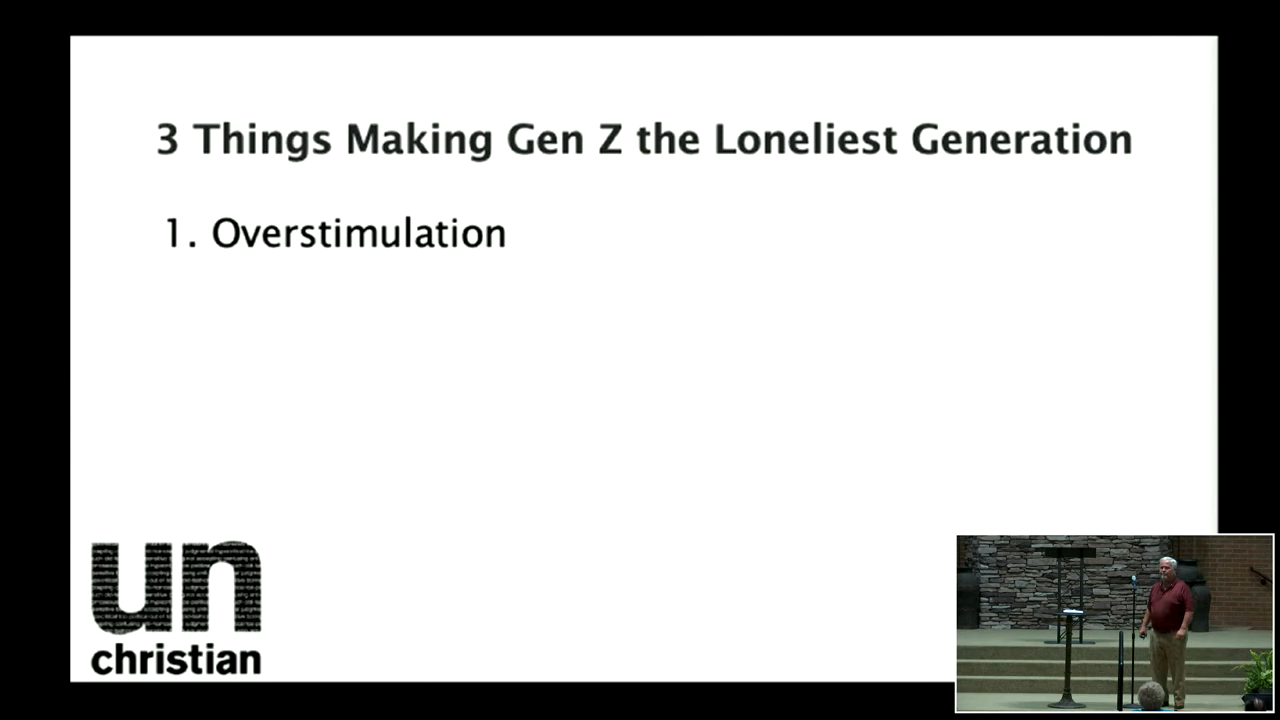 3 Things Making Gen Z the Loneliest Generation
1. Overstimulation
un
christian